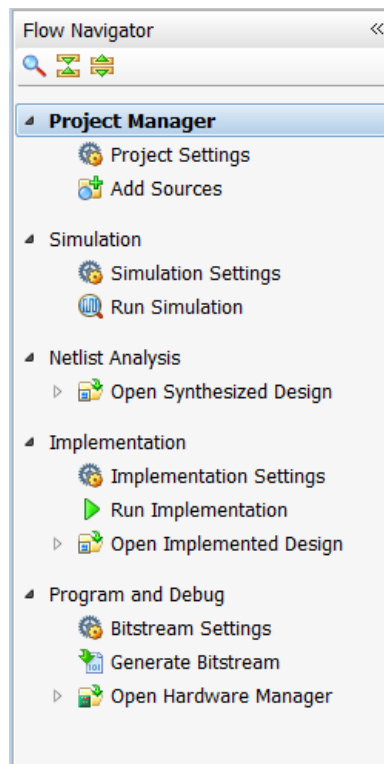 Flow Navigator «
Project Manager
Project Settings
Add Sources
Simulation
Simulation Settings
Run Simulation
Netlist Analysis
Open Synthesized Design
Implementation
Implementation Settings
Run Implementation
Open Implemented Design
Program and Debug
Bitstream Settings
Generate Bitstream
Open Hardware Manager